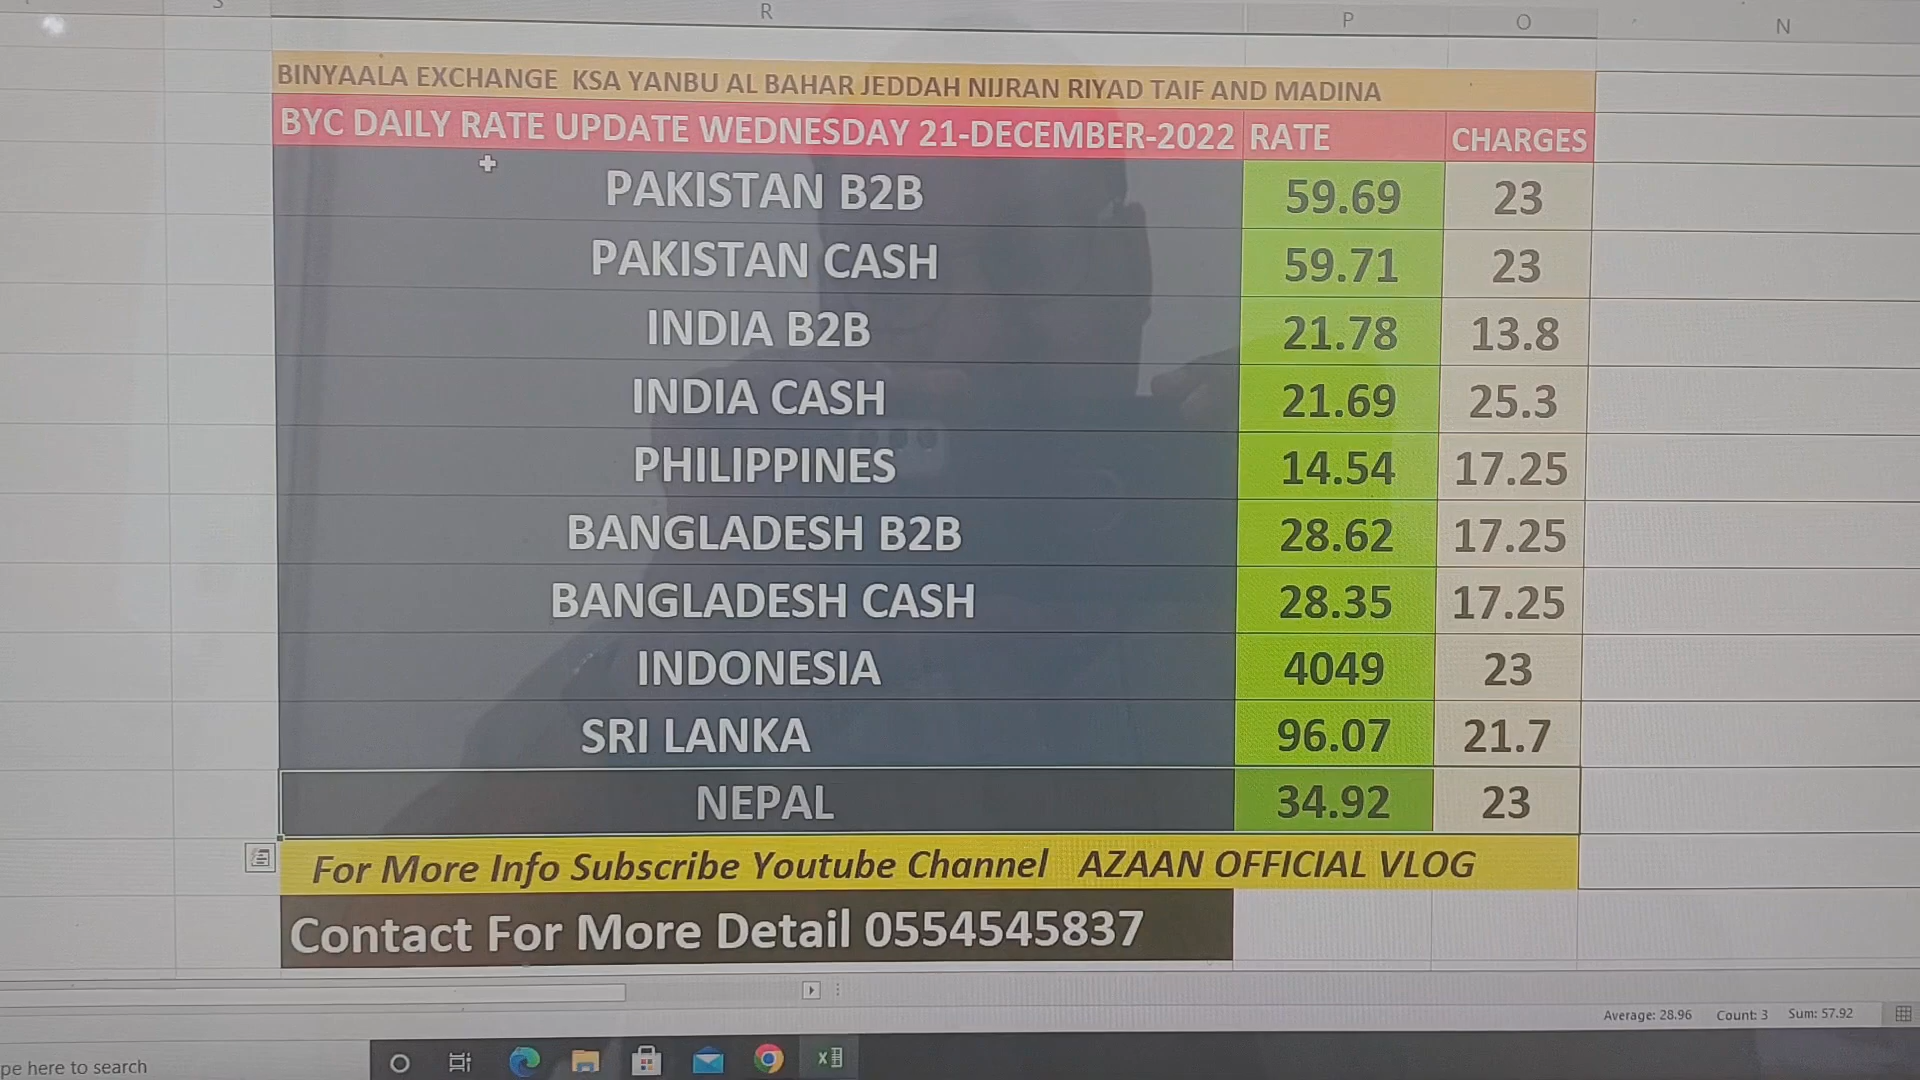 S R P O N
BINYAALA EXCHANGE KSA YANBU AL BAHAR JEDDAH NIJRAN RIYAD TAIF AND MADINA
BYC DAILY RATE UPDATE WEDNESDAY 21-DECEMBER-2022 RATE CHARGES
PAKISTAN B2B 59.69 23
PAKISTAN CASH 59.71 23
INDIA B2B 21.78 13.8
INDIA CASH 21.69 25.3
PHILIPPINES 14.54 17.25
BANGLADESH B2B 28.62 17.25
BANGLADESH CASH 28.35 17.25
INDONESIA 4049 23
SRI LANKA 96.07 21.7
NEPAL 34.92 23
For More Info Subscribe Youtube Channel AZAAN OFFICIAL VLOG
Contact For More Detail 0554545837
Average: 28.96 Count: 3 Sum: 57.92
pe here to search